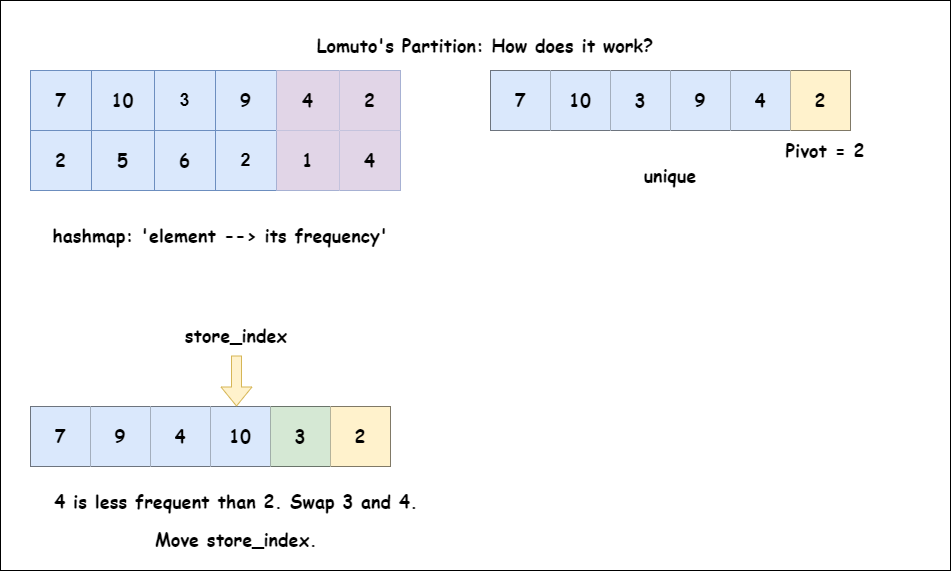 Lomuto's Partition: How does it work?
7 10 3 9 4 2
2 5 6 2 1 4
hashmap: 'element --> its frequency'
7 10 3 9 4 2
Pivot = 2
unique
store_index
7 9 4 10 3 2
4 is less frequent than 2. Swap 3 and 4.
Move store_index.